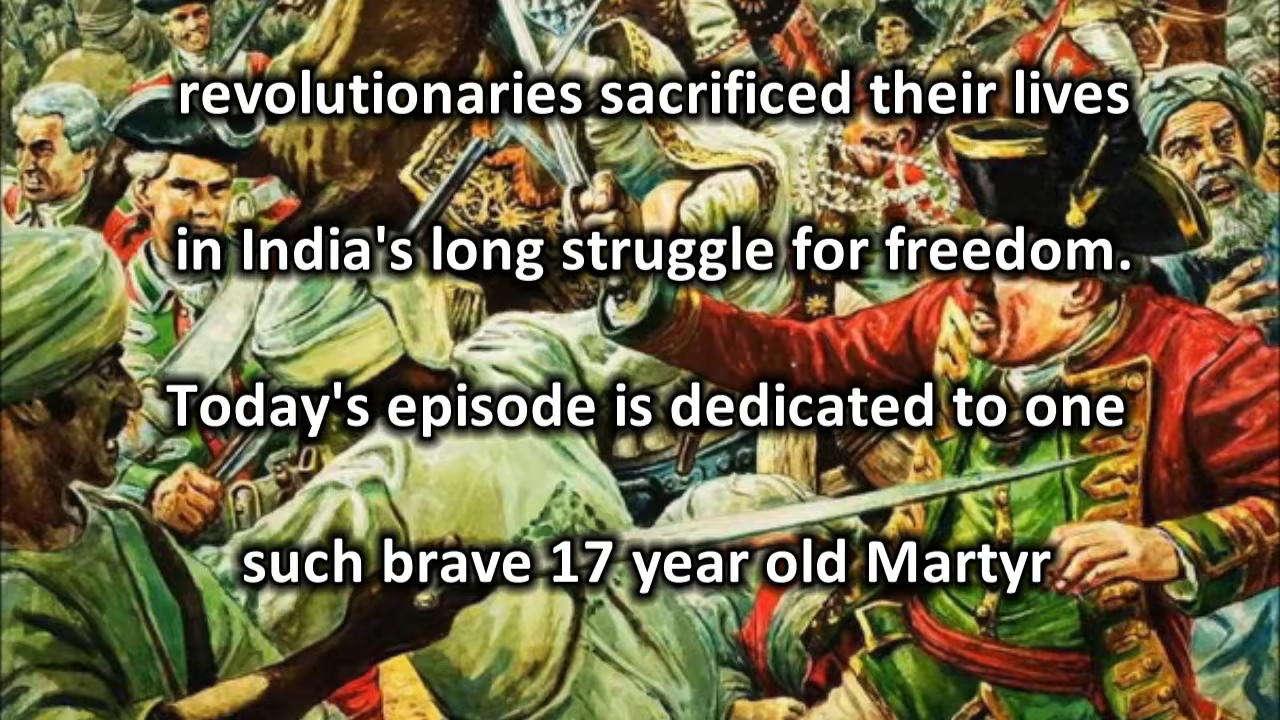 revolutionaries sacrificed their lives
in India's long struggle for freedom.
Today's episode is dedicated to one
such brave 17 year old Martyr